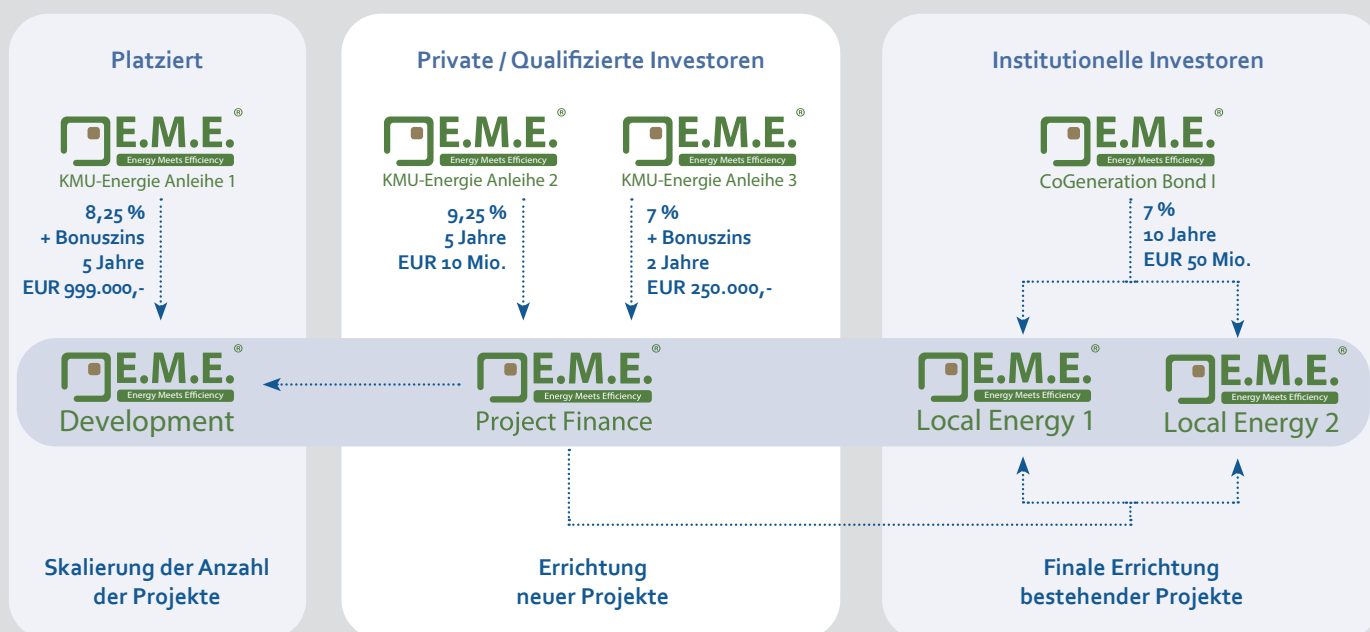 Platziert
E.M.E.®
Energy Meets Efficiency
KMU-Energie Anleihe 1
8,25 %
+ Bonuszins
5 Jahre
EUR 999.000,-
Private / Qualifizierte Investoren
E.M.E.®
Energy Meets Efficiency
KMU-Energie Anleihe 2
9,25 %
5 Jahre
EUR 10 Mio.
E.M.E.®
Energy Meets Efficiency
KMU-Energie Anleihe 3
7 %
+ Bonuszins
2 Jahre
EUR 250.000,-
Institutionelle Investoren
E.M.E.®
Energy Meets Efficiency
CoGeneration Bond I
7 %
10 Jahre
EUR 50 Mio.
E.M.E.®
Energy Meets Efficiency
Development
E.M.E.®
Energy Meets Efficiency
Project Finance
E.M.E.®
Energy Meets Efficiency
Local Energy 1
E.M.E.®
Energy Meets Efficiency
Local Energy 2
Skalierung der Anzahl
der Projekte
Errichtung
neuer Projekte
Finale Errichtung
bestehender Projekte